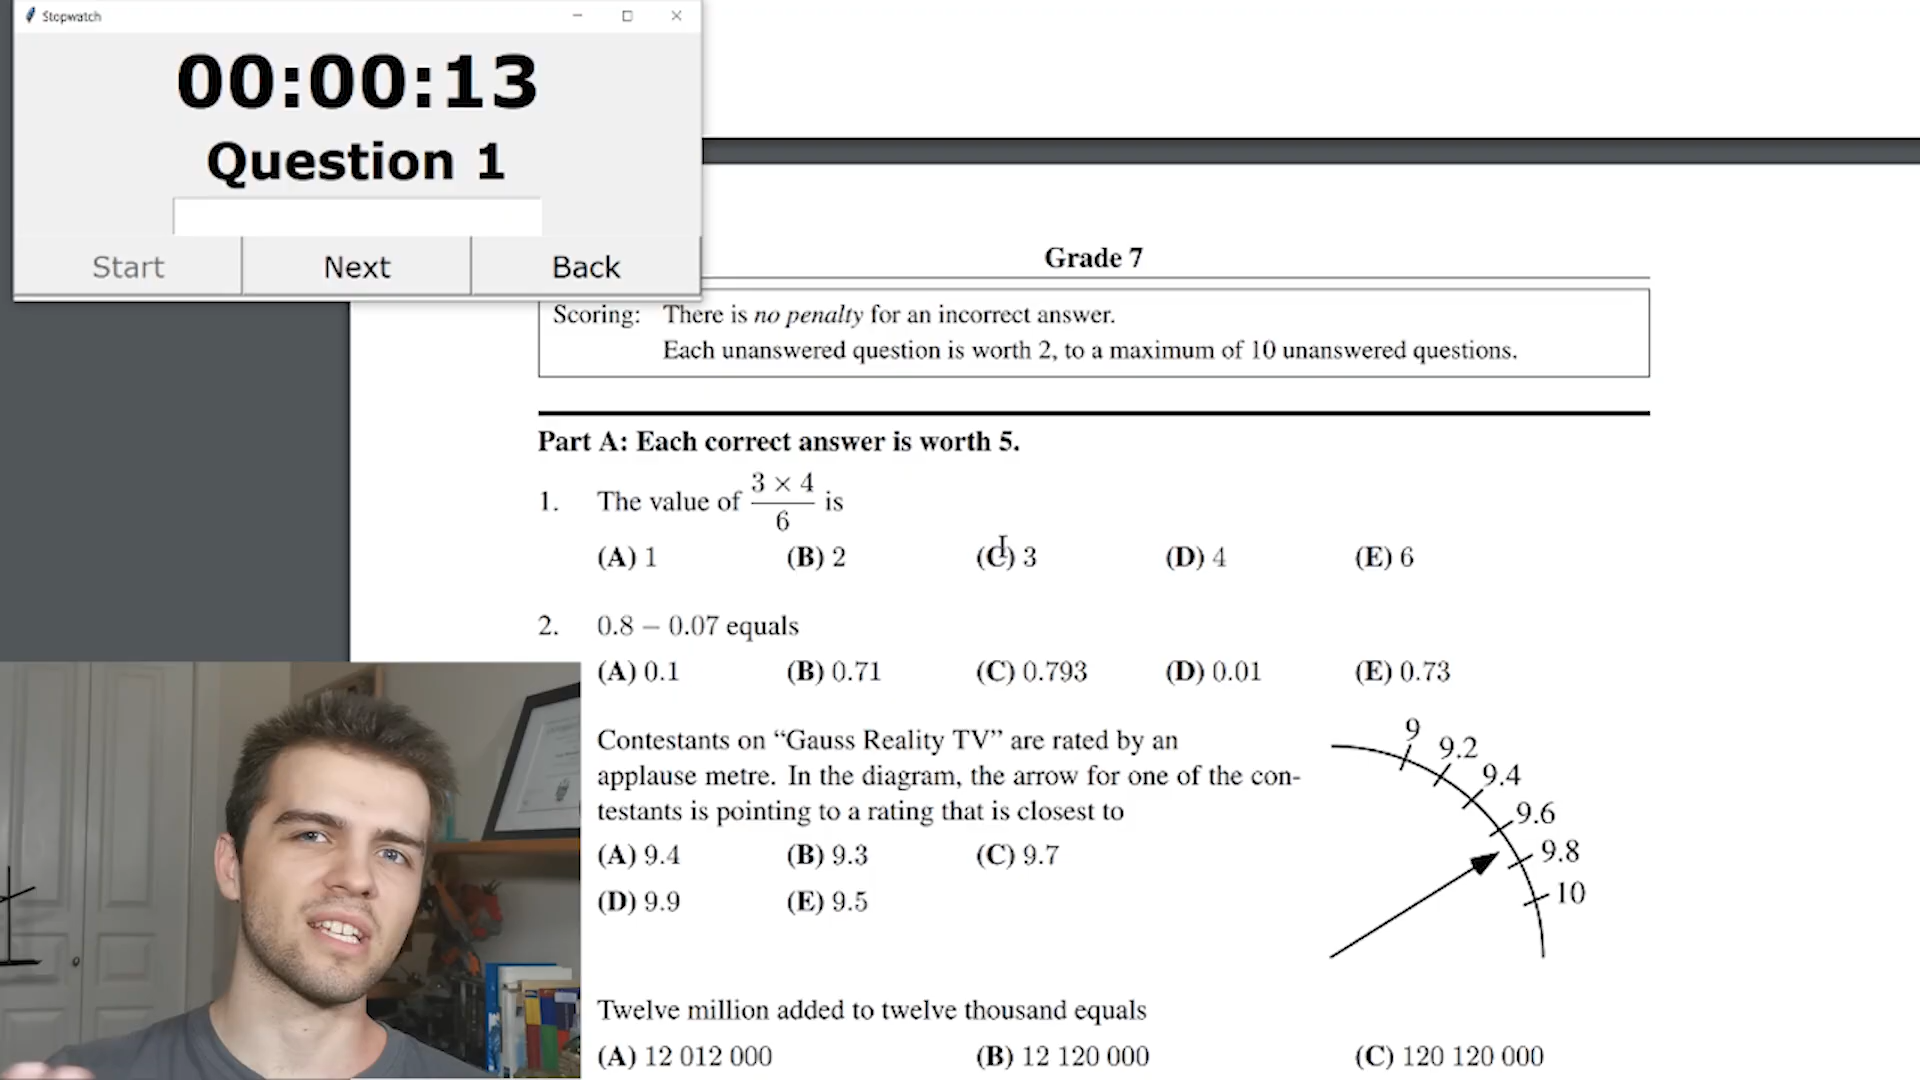 Stopwatch
00:00:13
Question 1
Start Next Back
Grade 7
Scoring: There is no penalty for an incorrect answer.
Each unanswered question is worth 2, to a maximum of 10 unanswered questions.
Part A: Each correct answer is worth 5.
1. The value of 3 × 4 / 6 is
(A) 1 (B) 2 (C) 3 (D) 4 (E) 6
2. 0.8 − 0.07 equals
(A) 0.1 (B) 0.71 (C) 0.793 (D) 0.01 (E) 0.73
Contestants on “Gauss Reality TV” are rated by an
applause metre. In the diagram, the arrow for one of the con-
testants is pointing to a rating that is closest to
(A) 9.4 (B) 9.3 (C) 9.7
(D) 9.9 (E) 9.5
9
9.2
9.4
9.6
9.8
10
Twelve million added to twelve thousand equals
(A) 12 012 000 (B) 12 120 000 (C) 120 120 000